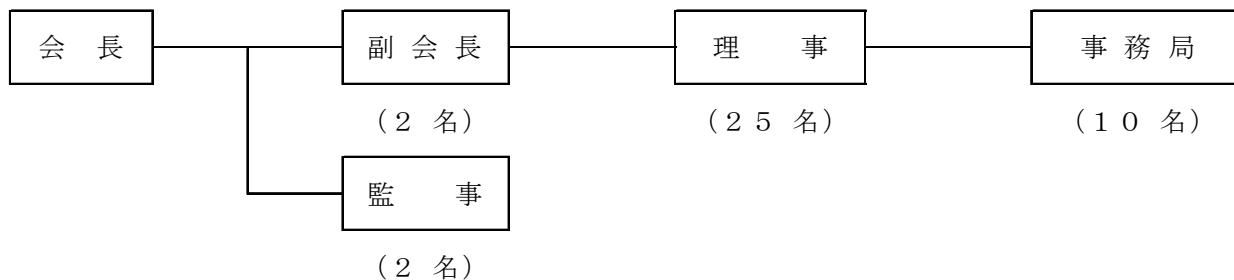 会長 副会長 理事 事務局
（２名） （２５名） （１０名）
監事
（２名）